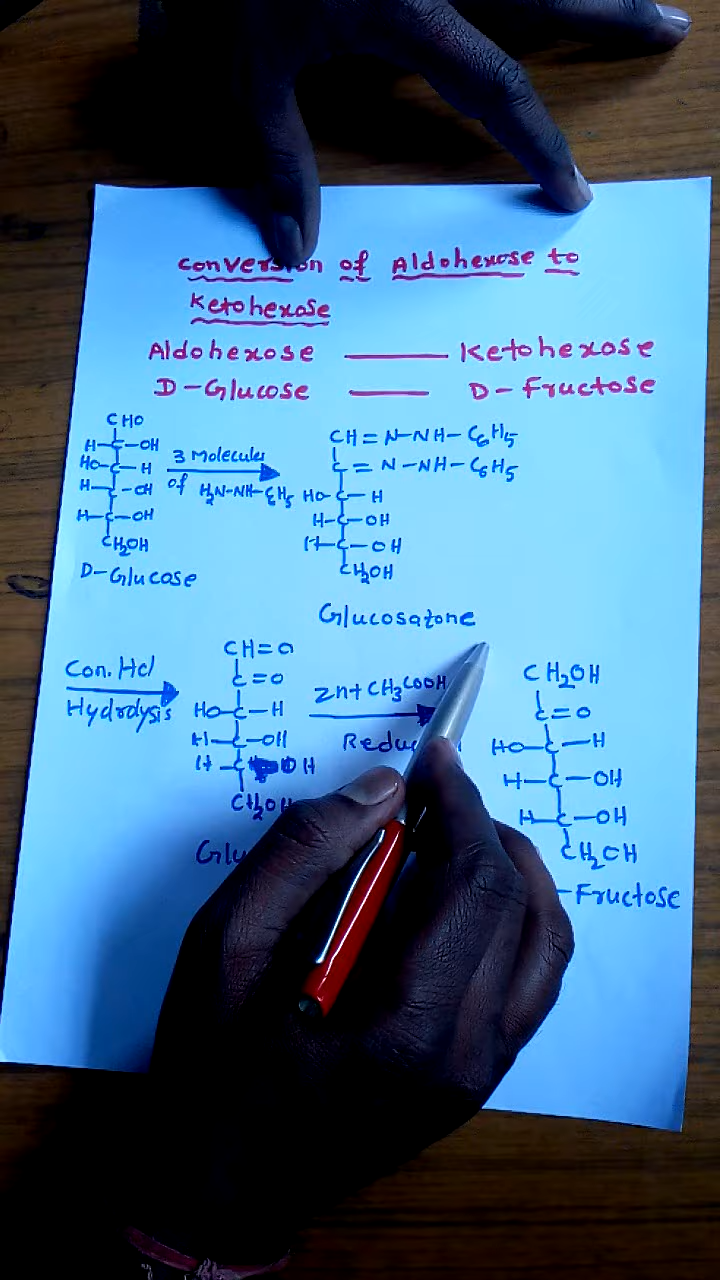 Conversion of Aldohexose to
Ketohexose
Aldohexose —— Ketohexose
D-Glucose —— D-Fructose
CHO
H-C-OH
HO-C-H
H-C-OH
H-C-OH
CH2OH
D-Glucose
3 Molecules
of H2N-NH-C6H5
CH=N-NH-C6H5
C=N-NH-C6H5
HO-C-H
H-C-OH
H-C-OH
CH2OH
Glucosazone
Con. HCl
Hydrolysis
CH=O
C=O
HO-C-H
H-C-OH
H-C-OH
CH2OH
Zn+CH3COOH
CH2OH
C=O
HO-C-H
H-C-OH
H-C-OH
CH2OH
-Fructose